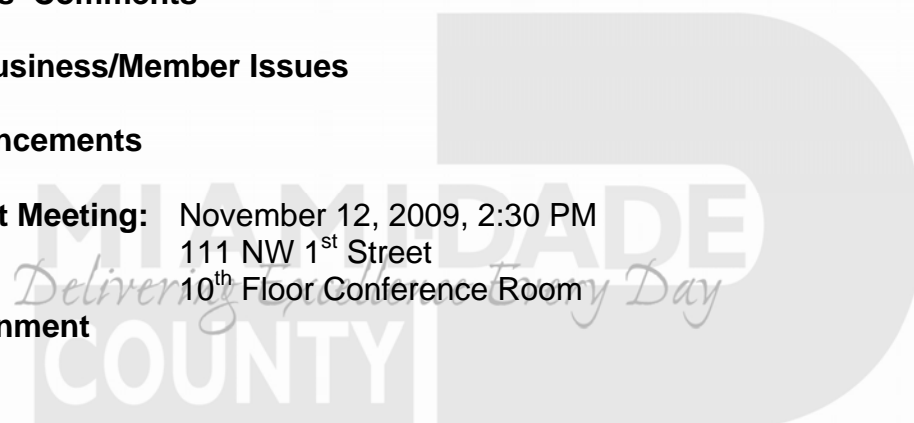 Comments
usiness/Member Issues
ncements
t Meeting: November 12, 2009, 2:30 PM
111 NW 1st Street
10th Floor Conference Room
nment
MIAMI-DADE
Delivering Excellence Every Day
COUNTY